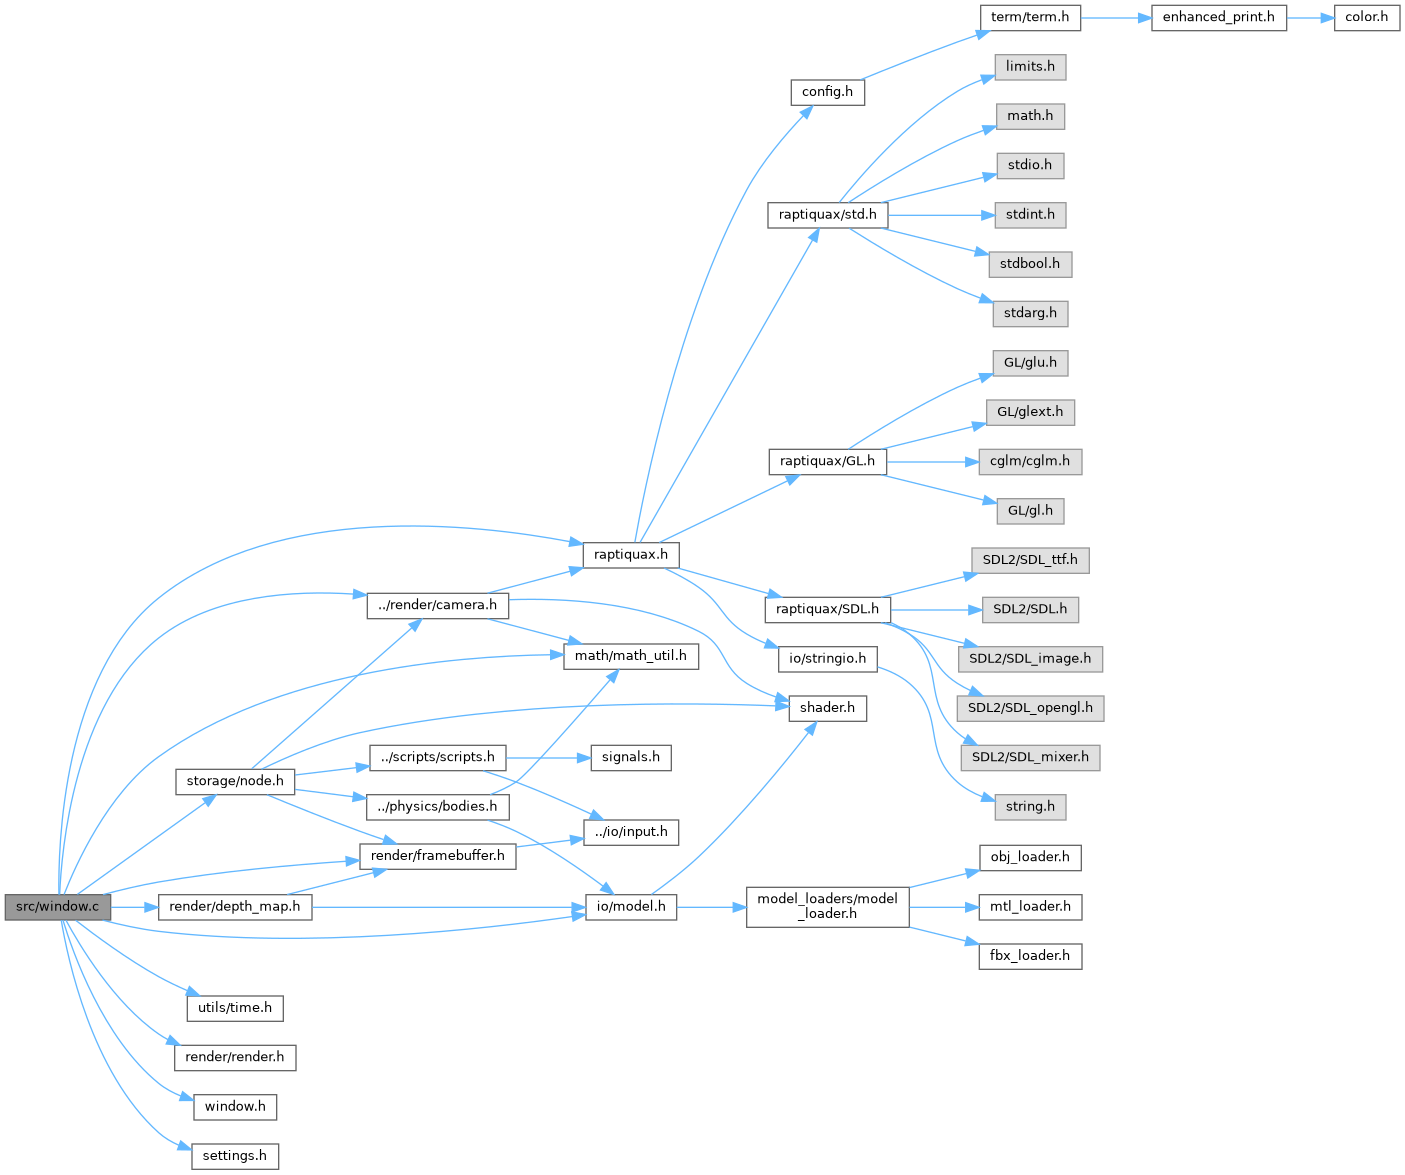 term/term.h
enhanced_print.h
color.h
limits.h
config.h
math.h
stdio.h
raptiquax/std.h
stdint.h
stdbool.h
stdarg.h
GL/glu.h
GL/glext.h
raptiquax/GL.h
cglm/cglm.h
GL/gl.h
raptiquax.h
SDL2/SDL_ttf.h
../render/camera.h
raptiquax/SDL.h
SDL2/SDL.h
math/math_util.h
io/stringio.h
SDL2/SDL_image.h
shader.h
SDL2/SDL_opengl.h
../scripts/scripts.h
signals.h
SDL2/SDL_mixer.h
storage/node.h
../physics/bodies.h
string.h
../io/input.h
render/framebuffer.h
obj_loader.h
src/window.c
render/depth_map.h
io/model.h
model_loaders/model
_loader.h
mtl_loader.h
fbx_loader.h
utils/time.h
render/render.h
window.h
settings.h